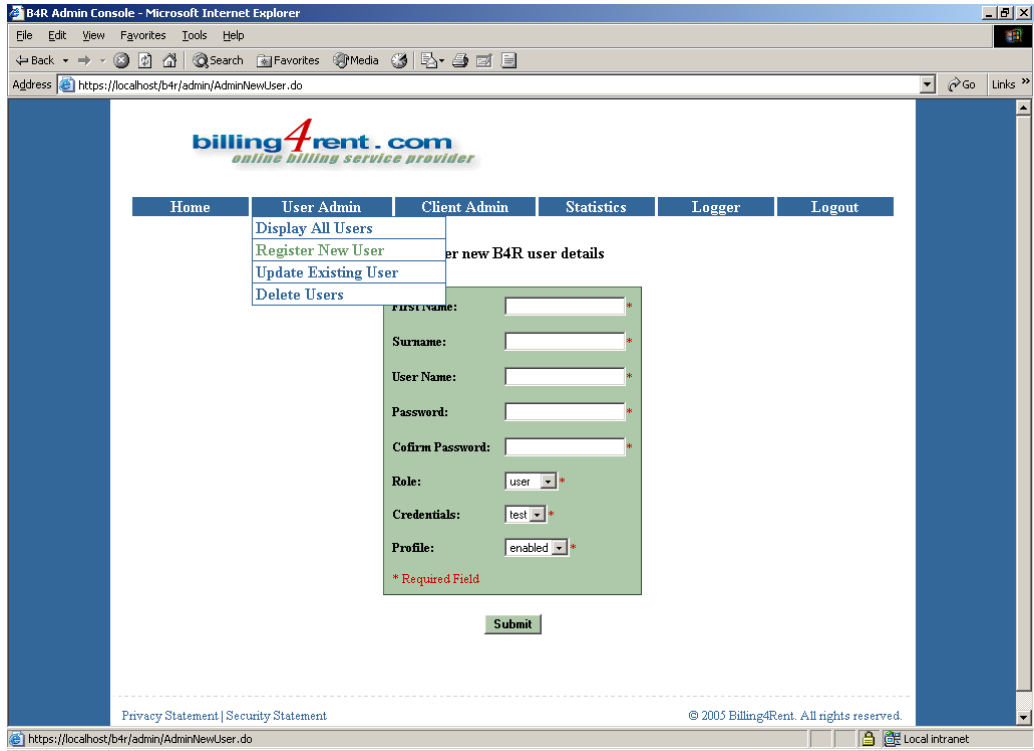 B4R Admin Console - Microsoft Internet Explorer
File Edit View Favorites Tools Help
Back Search Favorites Media
Address https://localhost/b4r/admin/AdminNewUser.do Go Links »
billing4rent.com
online billing service provider
Home User Admin Client Admin Statistics Logger Logout
Display All Users
Register New User
Update Existing User
Delete Users
er new B4R user details
First Name: *
Surname: *
User Name: *
Password: *
Cofirm Password: *
Role: user *
Credentials: test *
Profile: enabled *
* Required Field
Submit
Privacy Statement | Security Statement © 2005 Billing4Rent. All rights reserved.
https://localhost/b4r/admin/AdminNewUser.do Local intranet